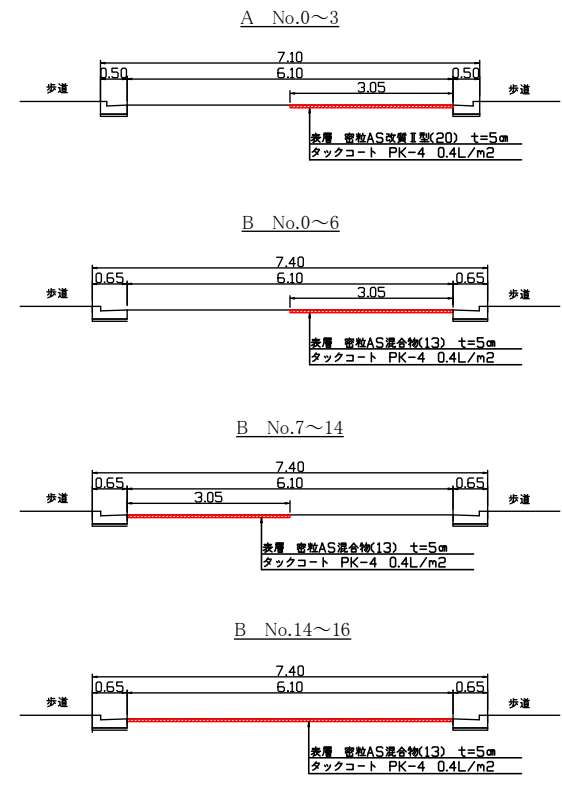 A　No.0～3
7.10
0.50 6.10 0.50
歩道 3.05 歩道
表層　密粒AS改質Ⅱ型(20)　t=5㎝
タックコート　PK-4　0.4L/m2
B　No.0～6
7.40
0.65 6.10 0.65
歩道 3.05 歩道
表層　密粒AS混合物(13)　t=5㎝
タックコート　PK-4　0.4L/m2
B　No.7～14
7.40
0.65 6.10 0.65
歩道 3.05 歩道
表層　密粒AS混合物(13)　t=5㎝
タックコート　PK-4　0.4L/m2
B　No.14～16
7.40
0.65 6.10 0.65
歩道 歩道
表層　密粒AS混合物(13)　t=5㎝
タックコート　PK-4　0.4L/m2